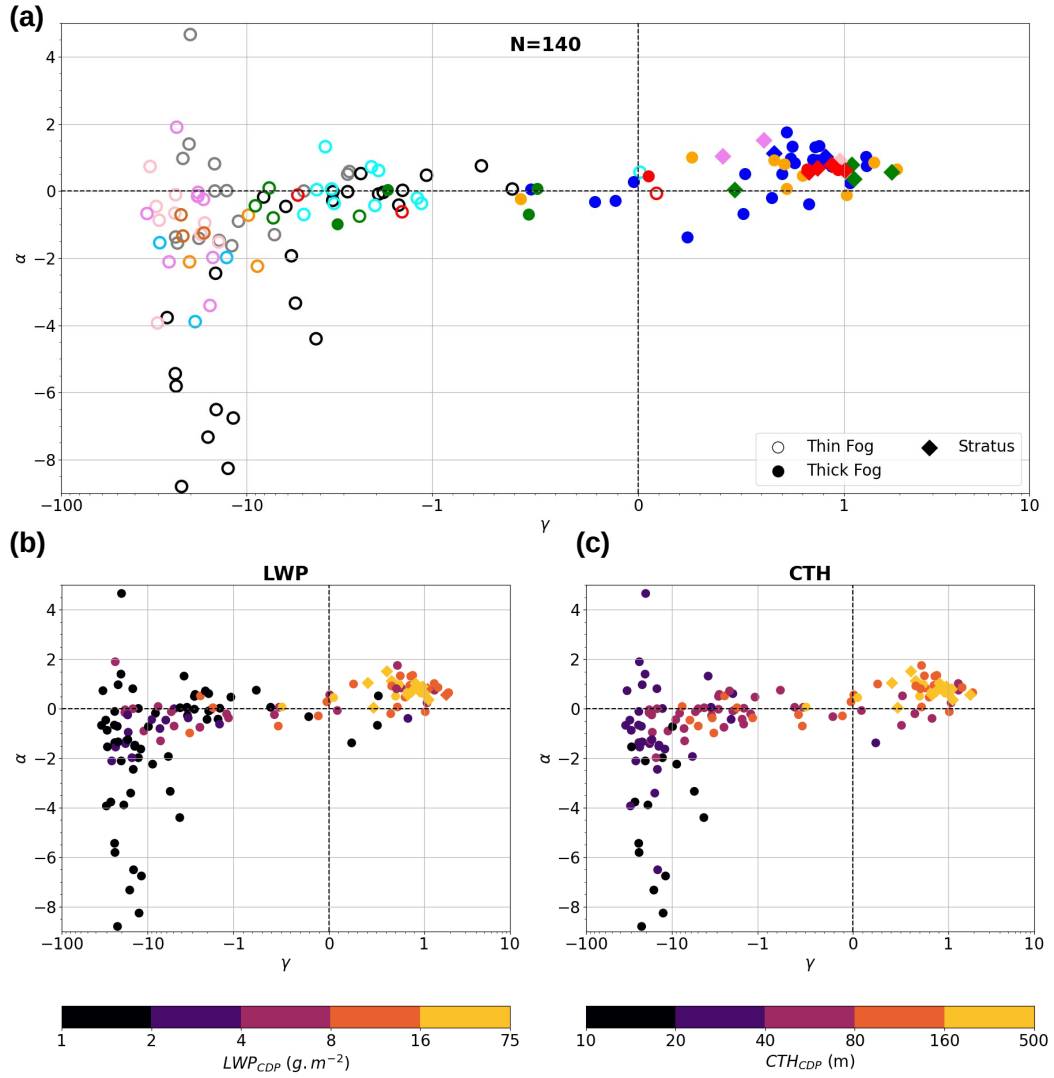 (a)
N=140
4
2
0
−2
−4
−6
−8
α
Thin Fog
Thick Fog
Stratus
-100 -10 -1 0 1 10
γ
(b)
LWP
4
2
0
−2
−4
−6
−8
α
-100 -10 -1 0 1 10
γ
(c)
CTH
4
2
0
−2
−4
−6
−8
α
-100 -10 -1 0 1 10
γ
1 2 4 8 16 75
LWP_CDP (g.m⁻²)
10 20 40 80 160 500
CTH_CDP (m)